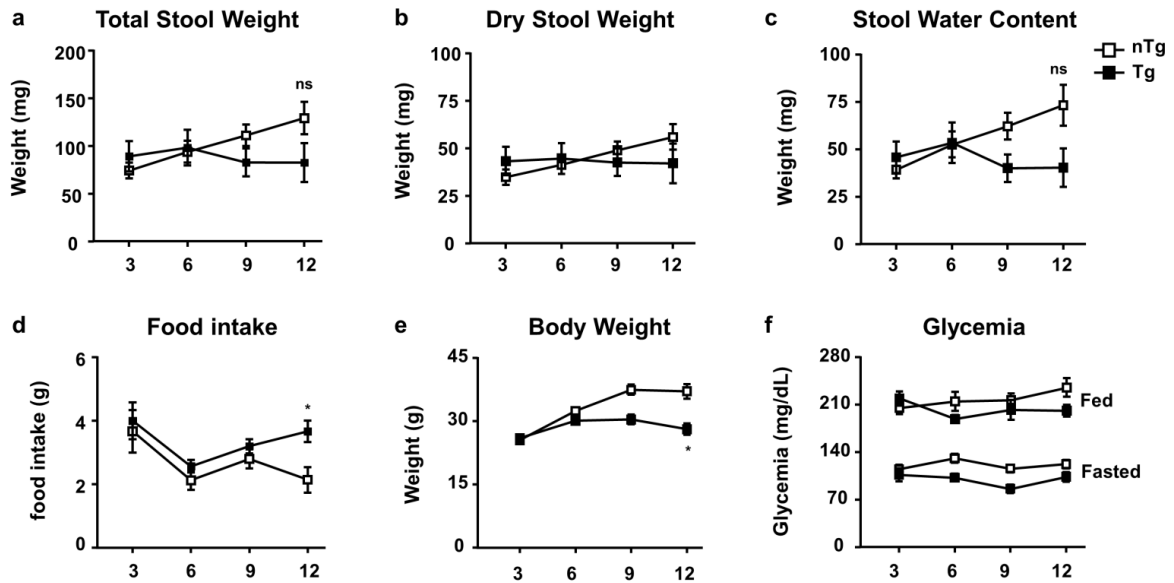 a Total Stool Weight
Weight (mg)
200
150
100
50
0
ns
3 6 9 12
b Dry Stool Weight
Weight (mg)
100
75
50
25
0
3 6 9 12
c Stool Water Content
Weight (mg)
100
75
50
25
0
ns
3 6 9 12
nTg
Tg
d Food intake
food intake (g)
6
4
2
0
*
3 6 9 12
e Body Weight
Weight (g)
45
30
15
0
*
3 6 9 12
f Glycemia
Glycemia (mg/dL)
280
210
140
70
0
Fed
Fasted
3 6 9 12